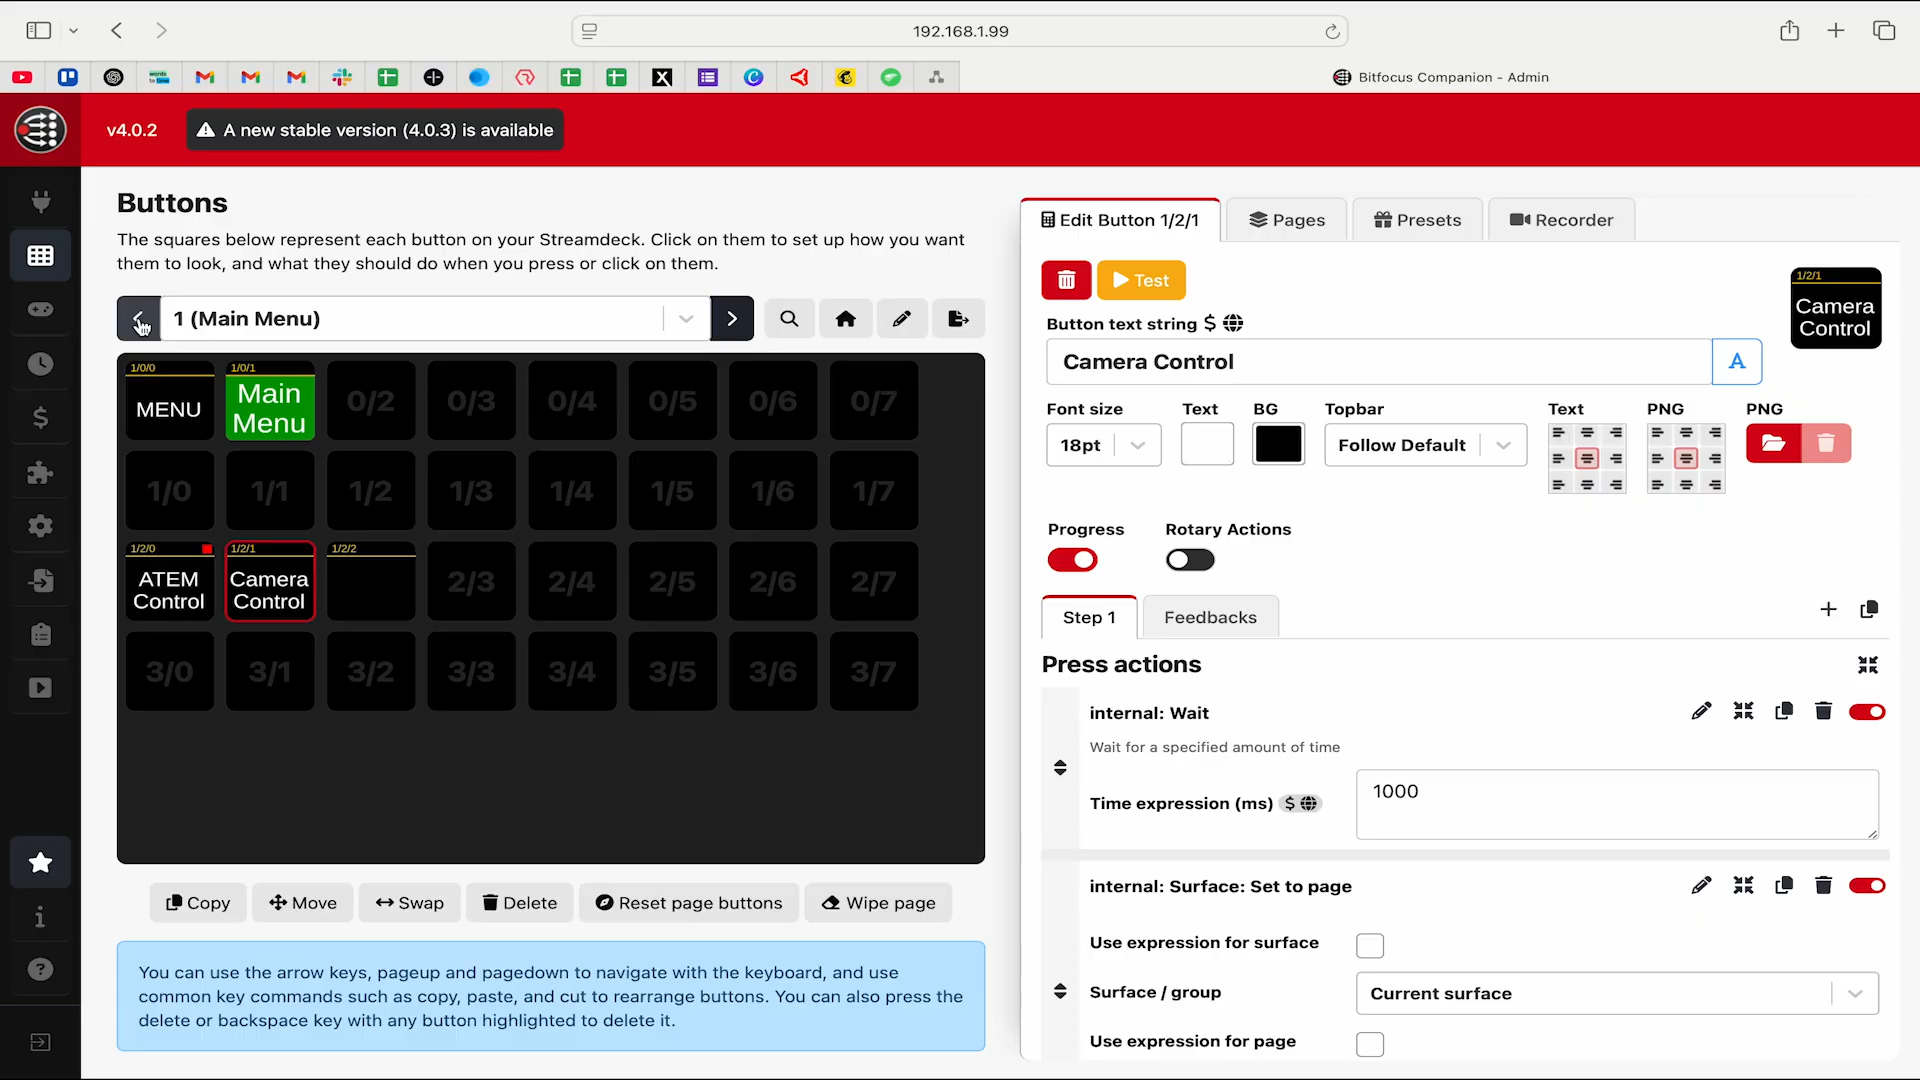 192.168.1.99
Bitfocus Companion - Admin
v4.0.2
A new stable version (4.0.3) is available
Buttons
The squares below represent each button on your Streamdeck. Click on them to set up how you want
them to look, and what they should do when you press or click on them.
1 (Main Menu)
1/0/0
MENU
1/0/1
Main
Menu
0/2
0/3
0/4
0/5
0/6
0/7
1/0
1/1
1/2
1/3
1/4
1/5
1/6
1/7
1/2/0
ATEM
Control
1/2/1
Camera
Control
1/2/2
2/3
2/4
2/5
2/6
2/7
3/0
3/1
3/2
3/3
3/4
3/5
3/6
3/7
Copy
Move
Swap
Delete
Reset page buttons
Wipe page
You can use the arrow keys, pageup and pagedown to navigate with the keyboard, and use
common key commands such as copy, paste, and cut to rearrange buttons. You can also press the
delete or backspace key with any button highlighted to delete it.
Edit Button 1/2/1
Pages
Presets
Recorder
Test
1/2/1
Camera
Control
Button text string $
Camera Control
A
Font size
Text
BG
Topbar
Text
PNG
PNG
18pt
Follow Default
Progress
Rotary Actions
Step 1
Feedbacks
Press actions
internal: Wait
Wait for a specified amount of time
Time expression (ms) $
1000
internal: Surface: Set to page
Use expression for surface
Surface / group
Current surface
Use expression for page